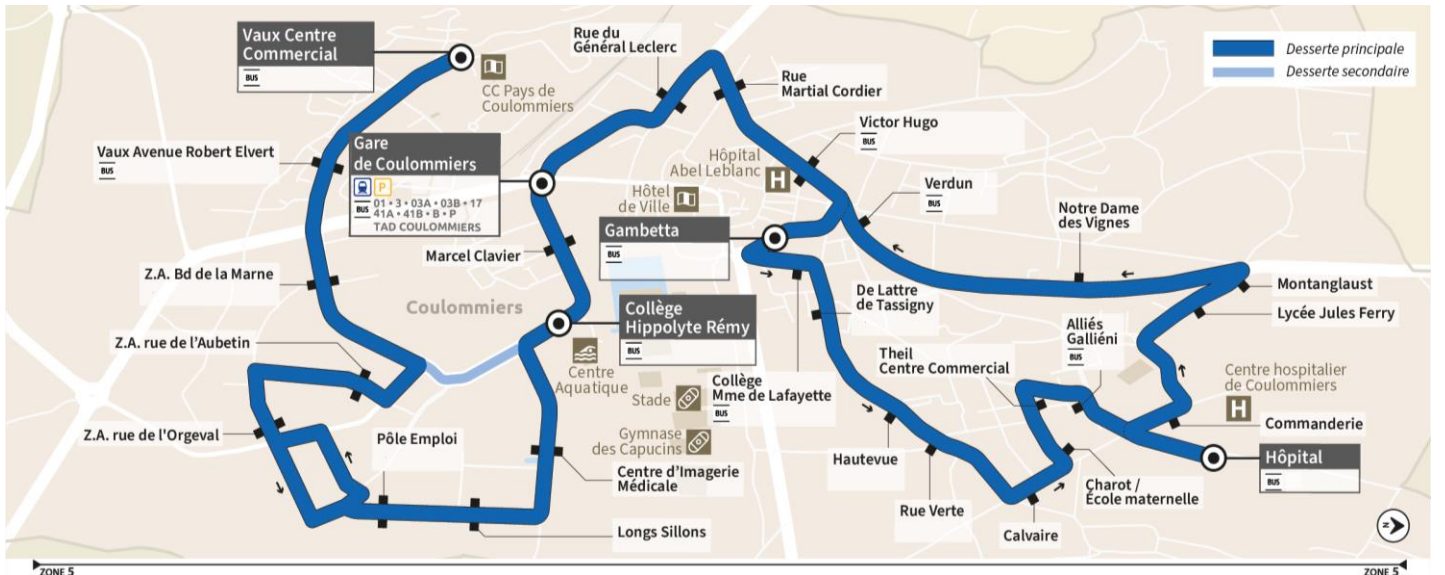 Vaux Centre
Commercial
BUS
CC Pays de
Coulommiers
Rue du
Général Leclerc
Desserte principale
Desserte secondaire
Rue
Martial Cordier
Vaux Avenue Robert Elvert
BUS
Gare
de Coulommiers
P
BUS
01 • 3 • 03A • 03B • 17
41A • 41B • B • P
TAD COULOMMIERS
Victor Hugo
BUS
Hôpital
Abel Leblanc
H
Hôtel
de Ville
Verdun
BUS
Notre Dame
des Vignes
Gambetta
BUS
Marcel Clavier
Z.A. Bd de la Marne
Coulommiers
Collège
Hippolyte Rémy
BUS
De Lattre
de Tassigny
Montanglaust
Lycée Jules Ferry
Alliés
Galliéni
BUS
Z.A. rue de l'Aubetin
Theil
Centre Commercial
Centre
Aquatique
Stade
Collège
Mme de Lafayette
BUS
Centre hospitalier
de Coulommiers
H
Z.A. rue de l'Orgeval
Pôle Emploi
Gymnase
des Capucins
Commanderie
Hautevue
Hôpital
BUS
Centre d'Imagerie
Médicale
Charot /
École maternelle
Rue Verte
Longs Sillons
Calvaire
N
ZONE 5
ZONE 5